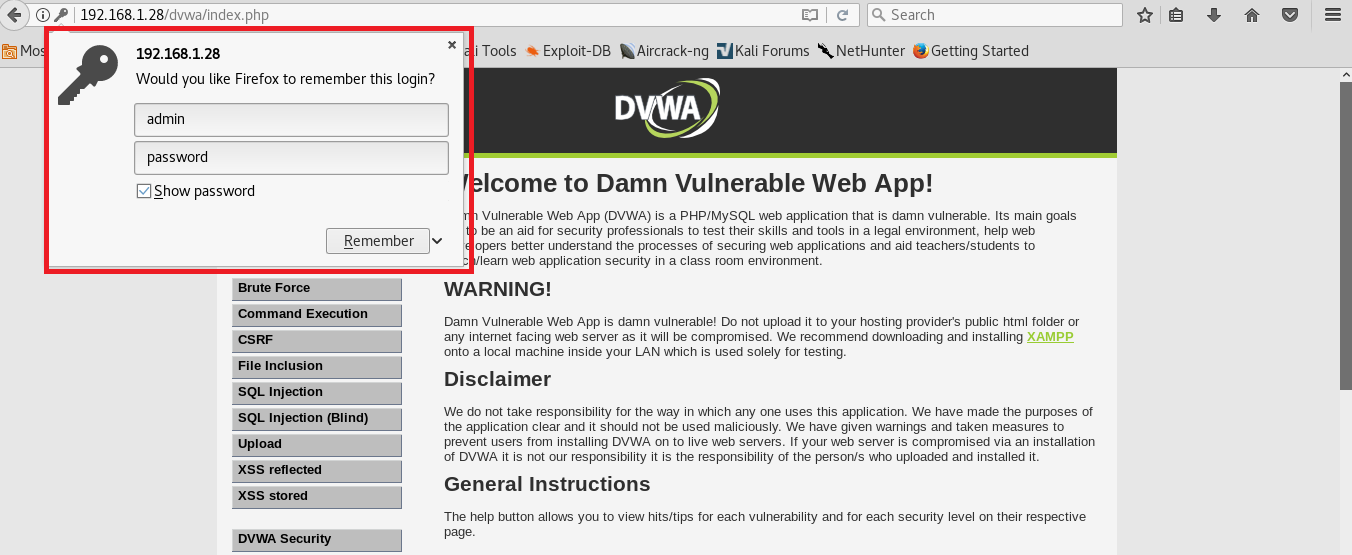 192.168.1.28/dvwa/index.php
Search
Mos
ali Tools
Exploit-DB
Aircrack-ng
Kali Forums
NetHunter
Getting Started
192.168.1.28
Would you like Firefox to remember this login?
admin
password
Show password
Remember
DVWA
elcome to Damn Vulnerable Web App!
n Vulnerable Web App (DVWA) is a PHP/MySQL web application that is damn vulnerable. Its main goals
to be an aid for security professionals to test their skills and tools in a legal environment, help web
opers better understand the processes of securing web applications and aid teachers/students to
h/learn web application security in a class room environment.
Brute Force
Command Execution
CSRF
File Inclusion
SQL Injection
SQL Injection (Blind)
Upload
XSS reflected
XSS stored
DVWA Security
WARNING!
Damn Vulnerable Web App is damn vulnerable! Do not upload it to your hosting provider's public html folder or
any internet facing web server as it will be compromised. We recommend downloading and installing XAMPP
onto a local machine inside your LAN which is used solely for testing.
Disclaimer
We do not take responsibility for the way in which any one uses this application. We have made the purposes of
the application clear and it should not be used maliciously. We have given warnings and taken measures to
prevent users from installing DVWA on to live web servers. If your web server is compromised via an installation
of DVWA it is not our responsibility it is the responsibility of the person/s who uploaded and installed it.
General Instructions
The help button allows you to view hits/tips for each vulnerability and for each security level on their respective
page.